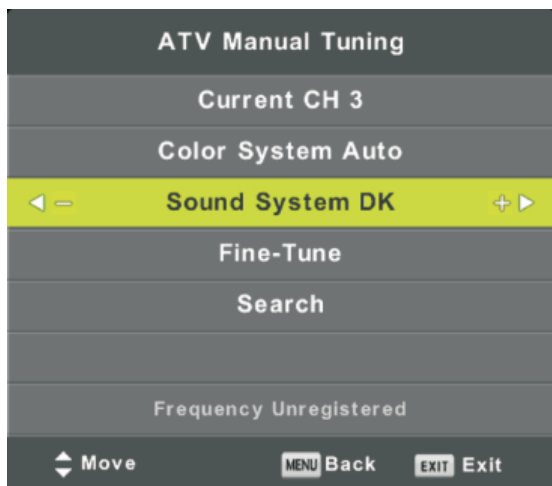 ATV Manual Tuning
Current CH 3
Color System Auto
Sound System DK
Fine-Tune
Search
Frequency Unregistered
Move MENU Back EXIT Exit